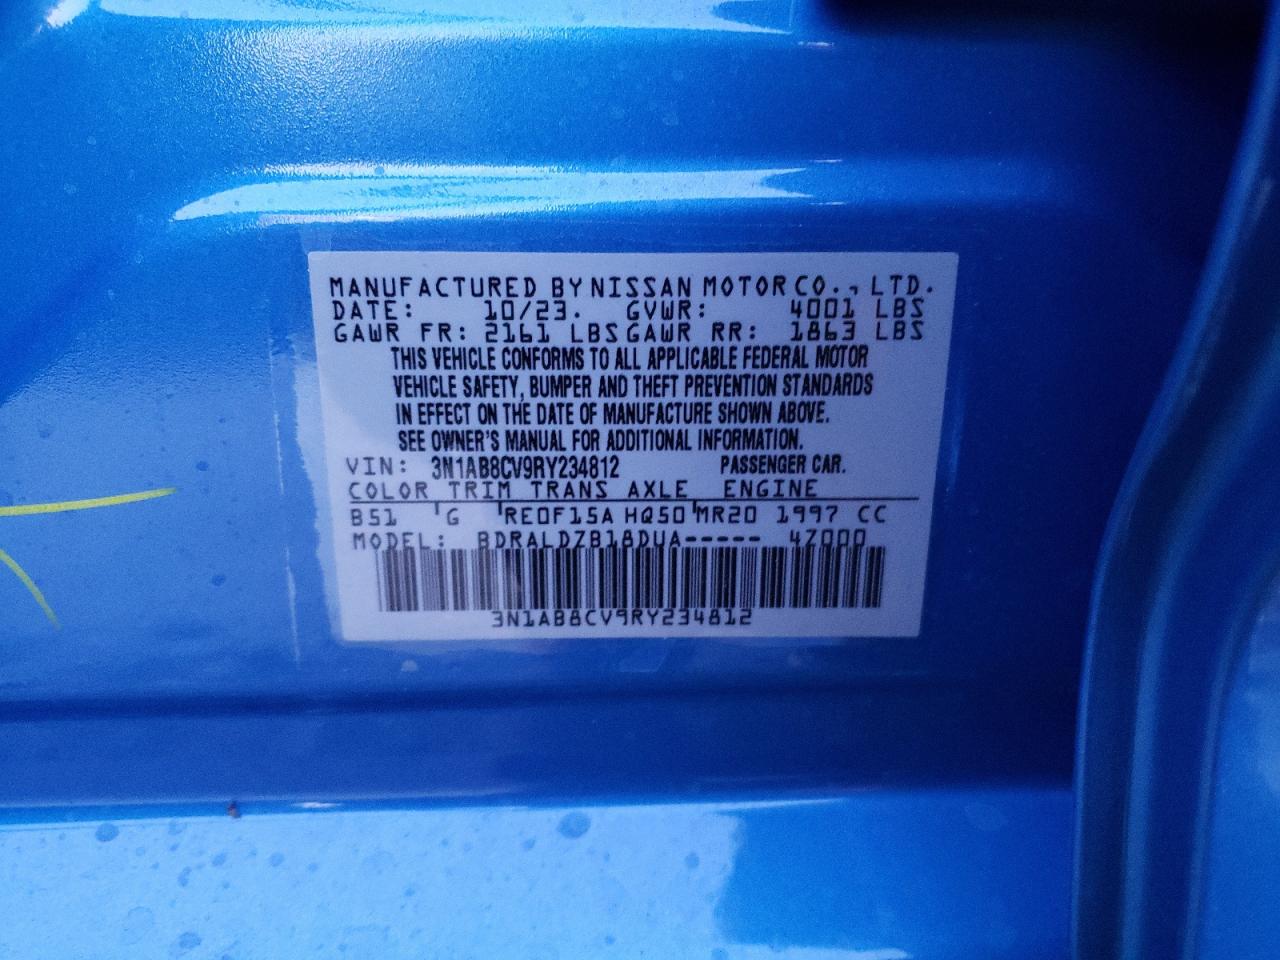 MANUFACTURED BY NISSAN MOTOR CO., LTD.
DATE: 10/23. GVWR: 4001 LBS
GAWR FR: 2161 LBS GAWR RR: 1863 LBS
THIS VEHICLE CONFORMS TO ALL APPLICABLE FEDERAL MOTOR
VEHICLE SAFETY, BUMPER AND THEFT PREVENTION STANDARDS
IN EFFECT ON THE DATE OF MANUFACTURE SHOWN ABOVE.
SEE OWNER'S MANUAL FOR ADDITIONAL INFORMATION.
VIN: 3N1AB8CV9RY234812 PASSENGER CAR.
COLOR TRIM TRANS AXLE ENGINE
B51 G RE0F15A HQ50 MR20 1997 CC
MODEL: BDRALDZB18DUA----- 4Z000
3N1AB8CV9RY234812